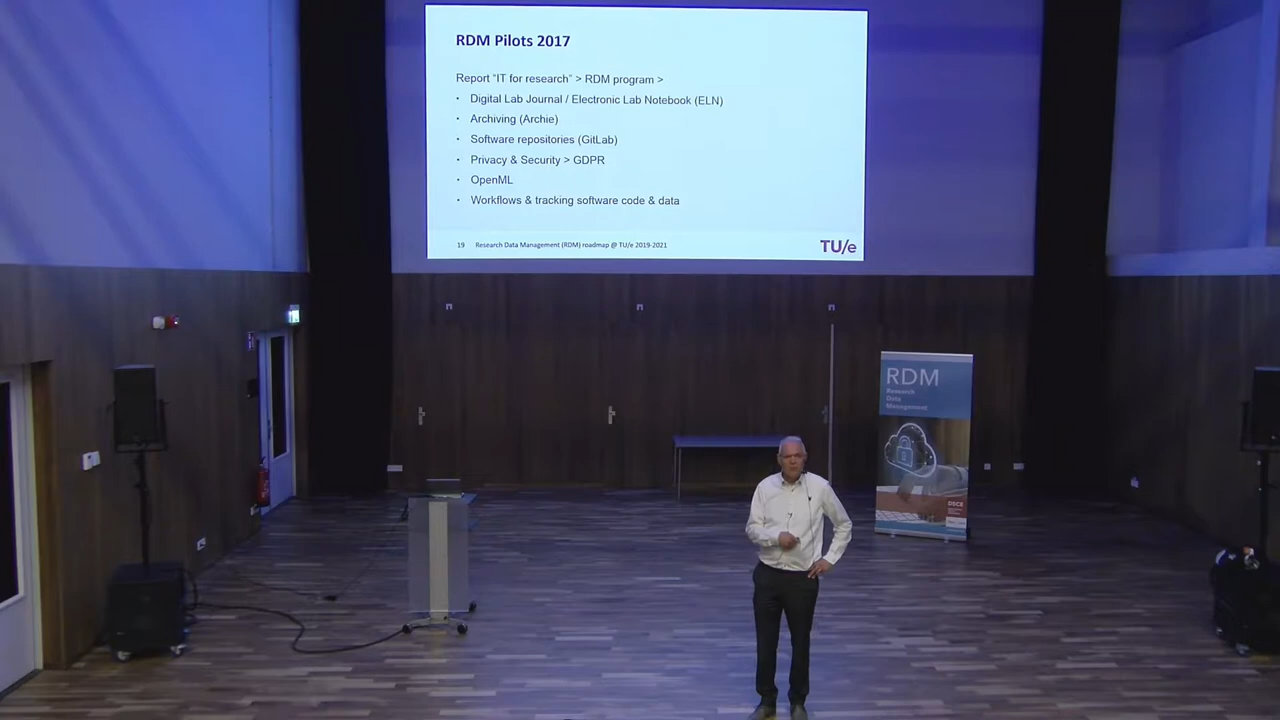 RDM Pilots 2017
Report "IT for research" > RDM program >
• Digital Lab Journal / Electronic Lab Notebook (ELN)
• Archiving (Archie)
• Software repositories (GitLab)
• Privacy & Security > GDPR
• OpenML
• Workflows & tracking software code & data
19 Research Data Management (RDM) roadmap @ TU/e 2019-2021
TU/e
RDM
Research
Data
Management
DSCE